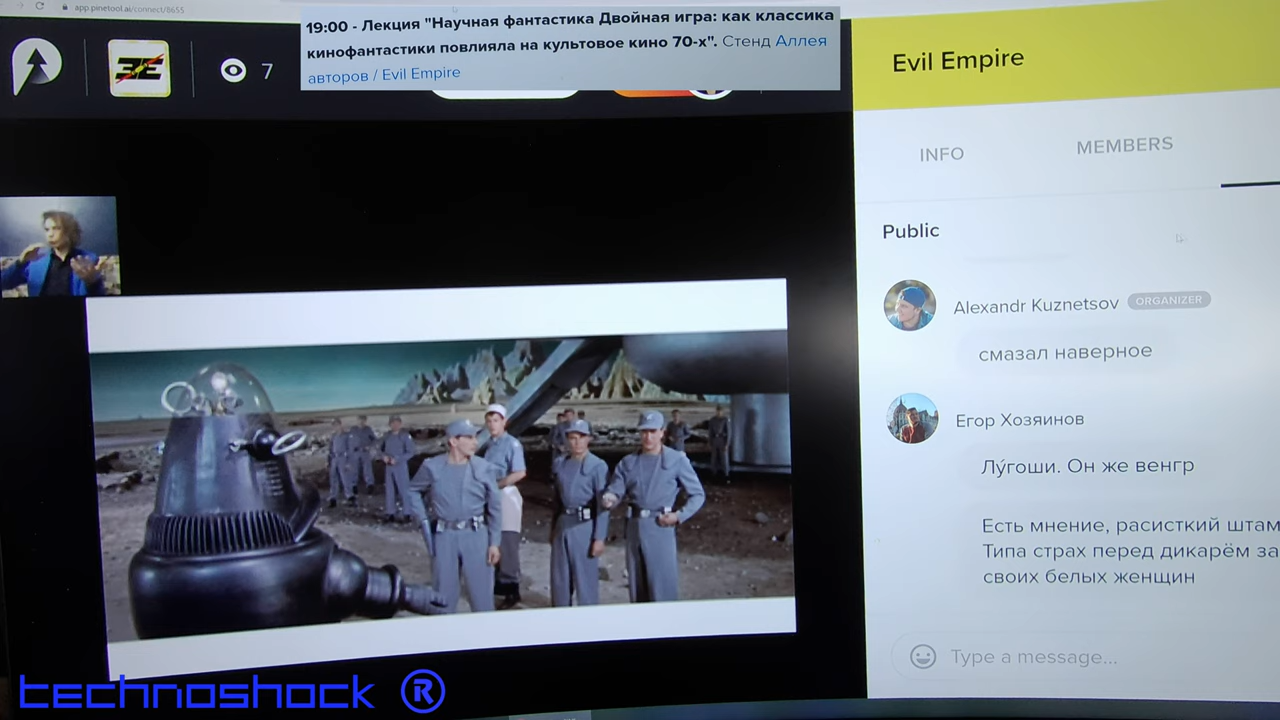 app.pinetool.ai/connect/8655
19:00 - Лекция "Научная фантастика Двойная игра: как классика
кинофантастики повлияла на культовое кино 70-х". Стенд Аллея
авторов / Evil Empire
7
Evil Empire
INFO
MEMBERS
Public
Alexandr Kuznetsov ORGANIZER
смазал наверное
Егор Хозяинов
Лу́гоши. Он же венгр
Есть мнение, расисткий штам
Типа страх перед дикарём за
своих белых женщин
Type a message...
technoshock ®